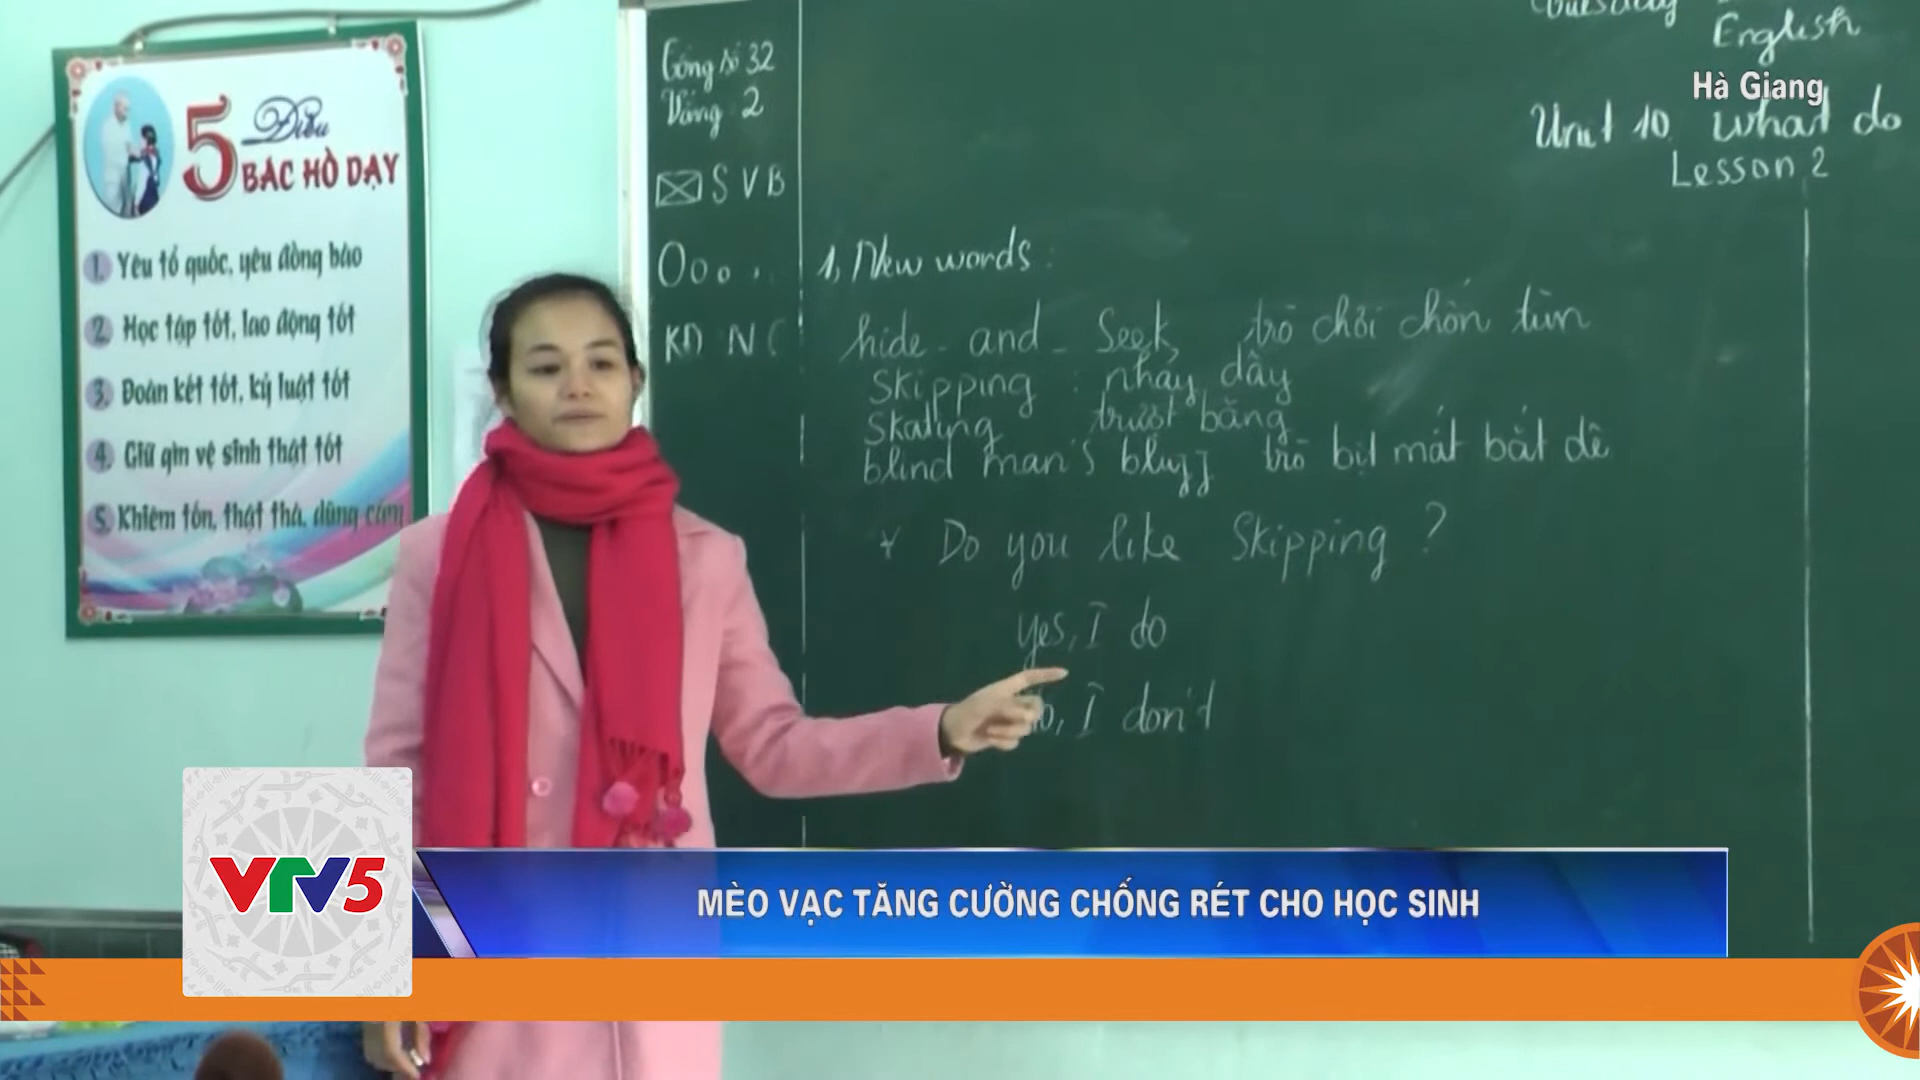 5 Điều
BÁC HỒ DẠY
1. Yêu tổ quốc, yêu đồng bào
2. Học tập tốt, lao động tốt
3. Đoàn kết tốt, kỷ luật tốt
4. Giữ gìn vệ sinh thật tốt
5. Khiêm tốn, thật thà, dũng cảm
Cộng số 32
Vắng 2
S V B
KD N C
English
Hà Giang
Unit 10 What do
Lesson 2
1, New words:
hide - and - Seek, trò chơi chốn tìm
Skipping : nhảy dây
Skating trượt băng
blind man's bluff trò bịt mắt bắt dê
Do you like Skipping ?
yes, I do
No, I don't
VTV5
MÈO VẠC TĂNG CƯỜNG CHỐNG RÉT CHO HỌC SINH